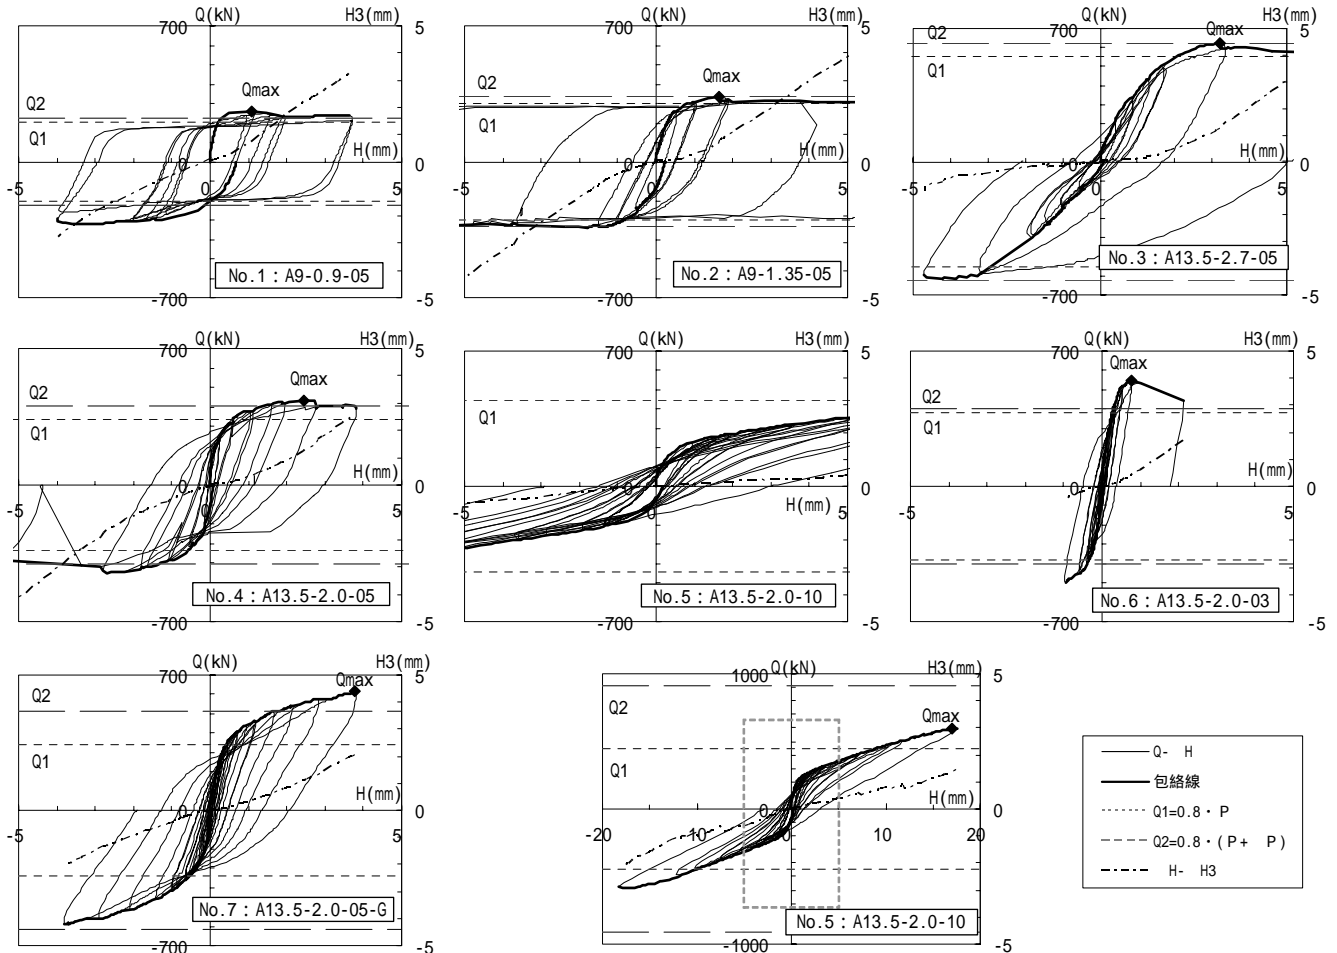 Q(kN)
H3(mm)
700
Qmax
Q2
Q1
H(mm)
-5
0
5
0
No.1：A9-0.9-05
-700
-5
Q(kN)
H3(mm)
700
Qmax
Q2
Q1
H(mm)
-5
0
5
0
No.2：A9-1.35-05
-700
-5
Q(kN)
H3(mm)
700
Qmax
Q2
Q1
H(mm)
-5
0
5
0
No.3：A13.5-2.7-05
-700
-5
Q(kN)
H3(mm)
700
5
Qmax
Q2
Q1
H(mm)
0
0
-5
No.4：A13.5-2.0-05
-700
-5
Q(kN)
H3(mm)
700
5
Q1
0
0
H(mm)
-5
0
5
No.5：A13.5-2.0-10
-700
-5
Q(kN)
H3(mm)
700
5
Qmax
Q2
Q1
H(mm)
0
0
-5
5
No.6：A13.5-2.0-03
-700
-5
Q(kN)
H3(mm)
700
5
Qmax
Q2
Q1
H(mm)
0
0
-5
5
No.7：A13.5-2.0-05-G
-700
-5
Q(kN)
H3(mm)
1000
5
Q2
Qmax
Q1
H(mm)
0
-20
-10
0
10
20
No.5：A13.5-2.0-10
-1000
-5
Q- H
包絡線
Q1=0.8・P
Q2=0.8・(P+ P)
H- H3